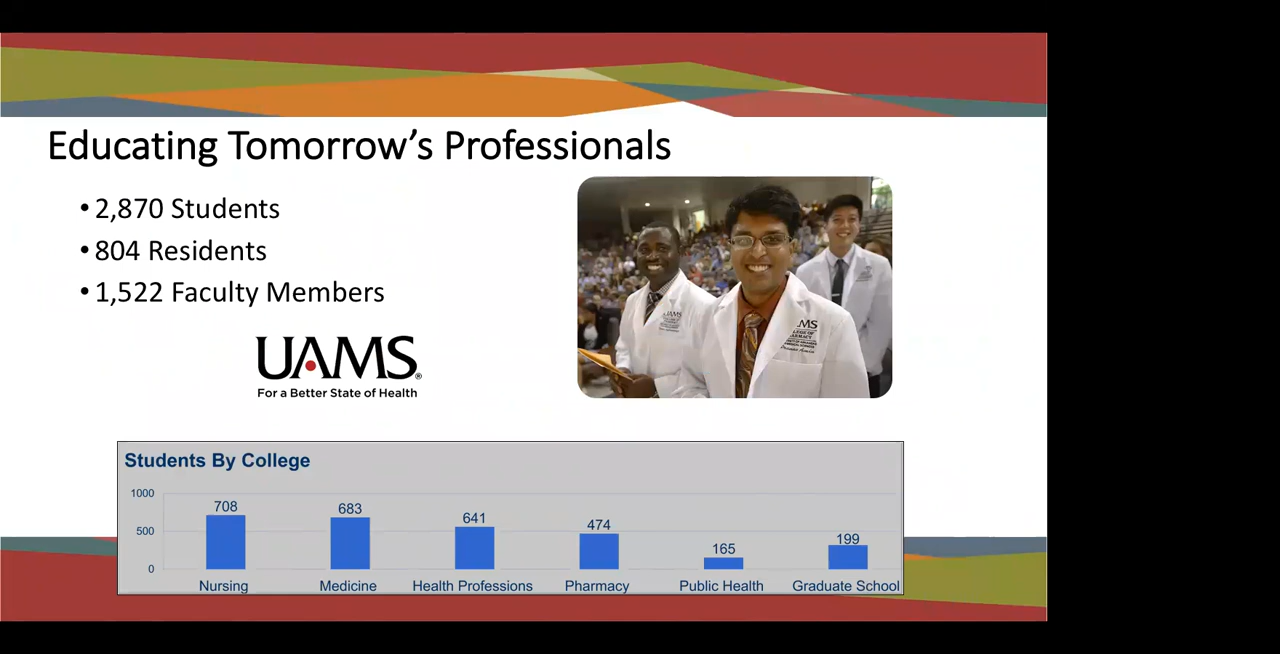 Educating Tomorrow's Professionals
• 2,870 Students
• 804 Residents
• 1,522 Faculty Members
UAMS®
For a Better State of Health
UAMS
MS
Students By College
1000
500
0
708
683
641
474
165
199
Nursing
Medicine
Health Professions
Pharmacy
Public Health
Graduate School